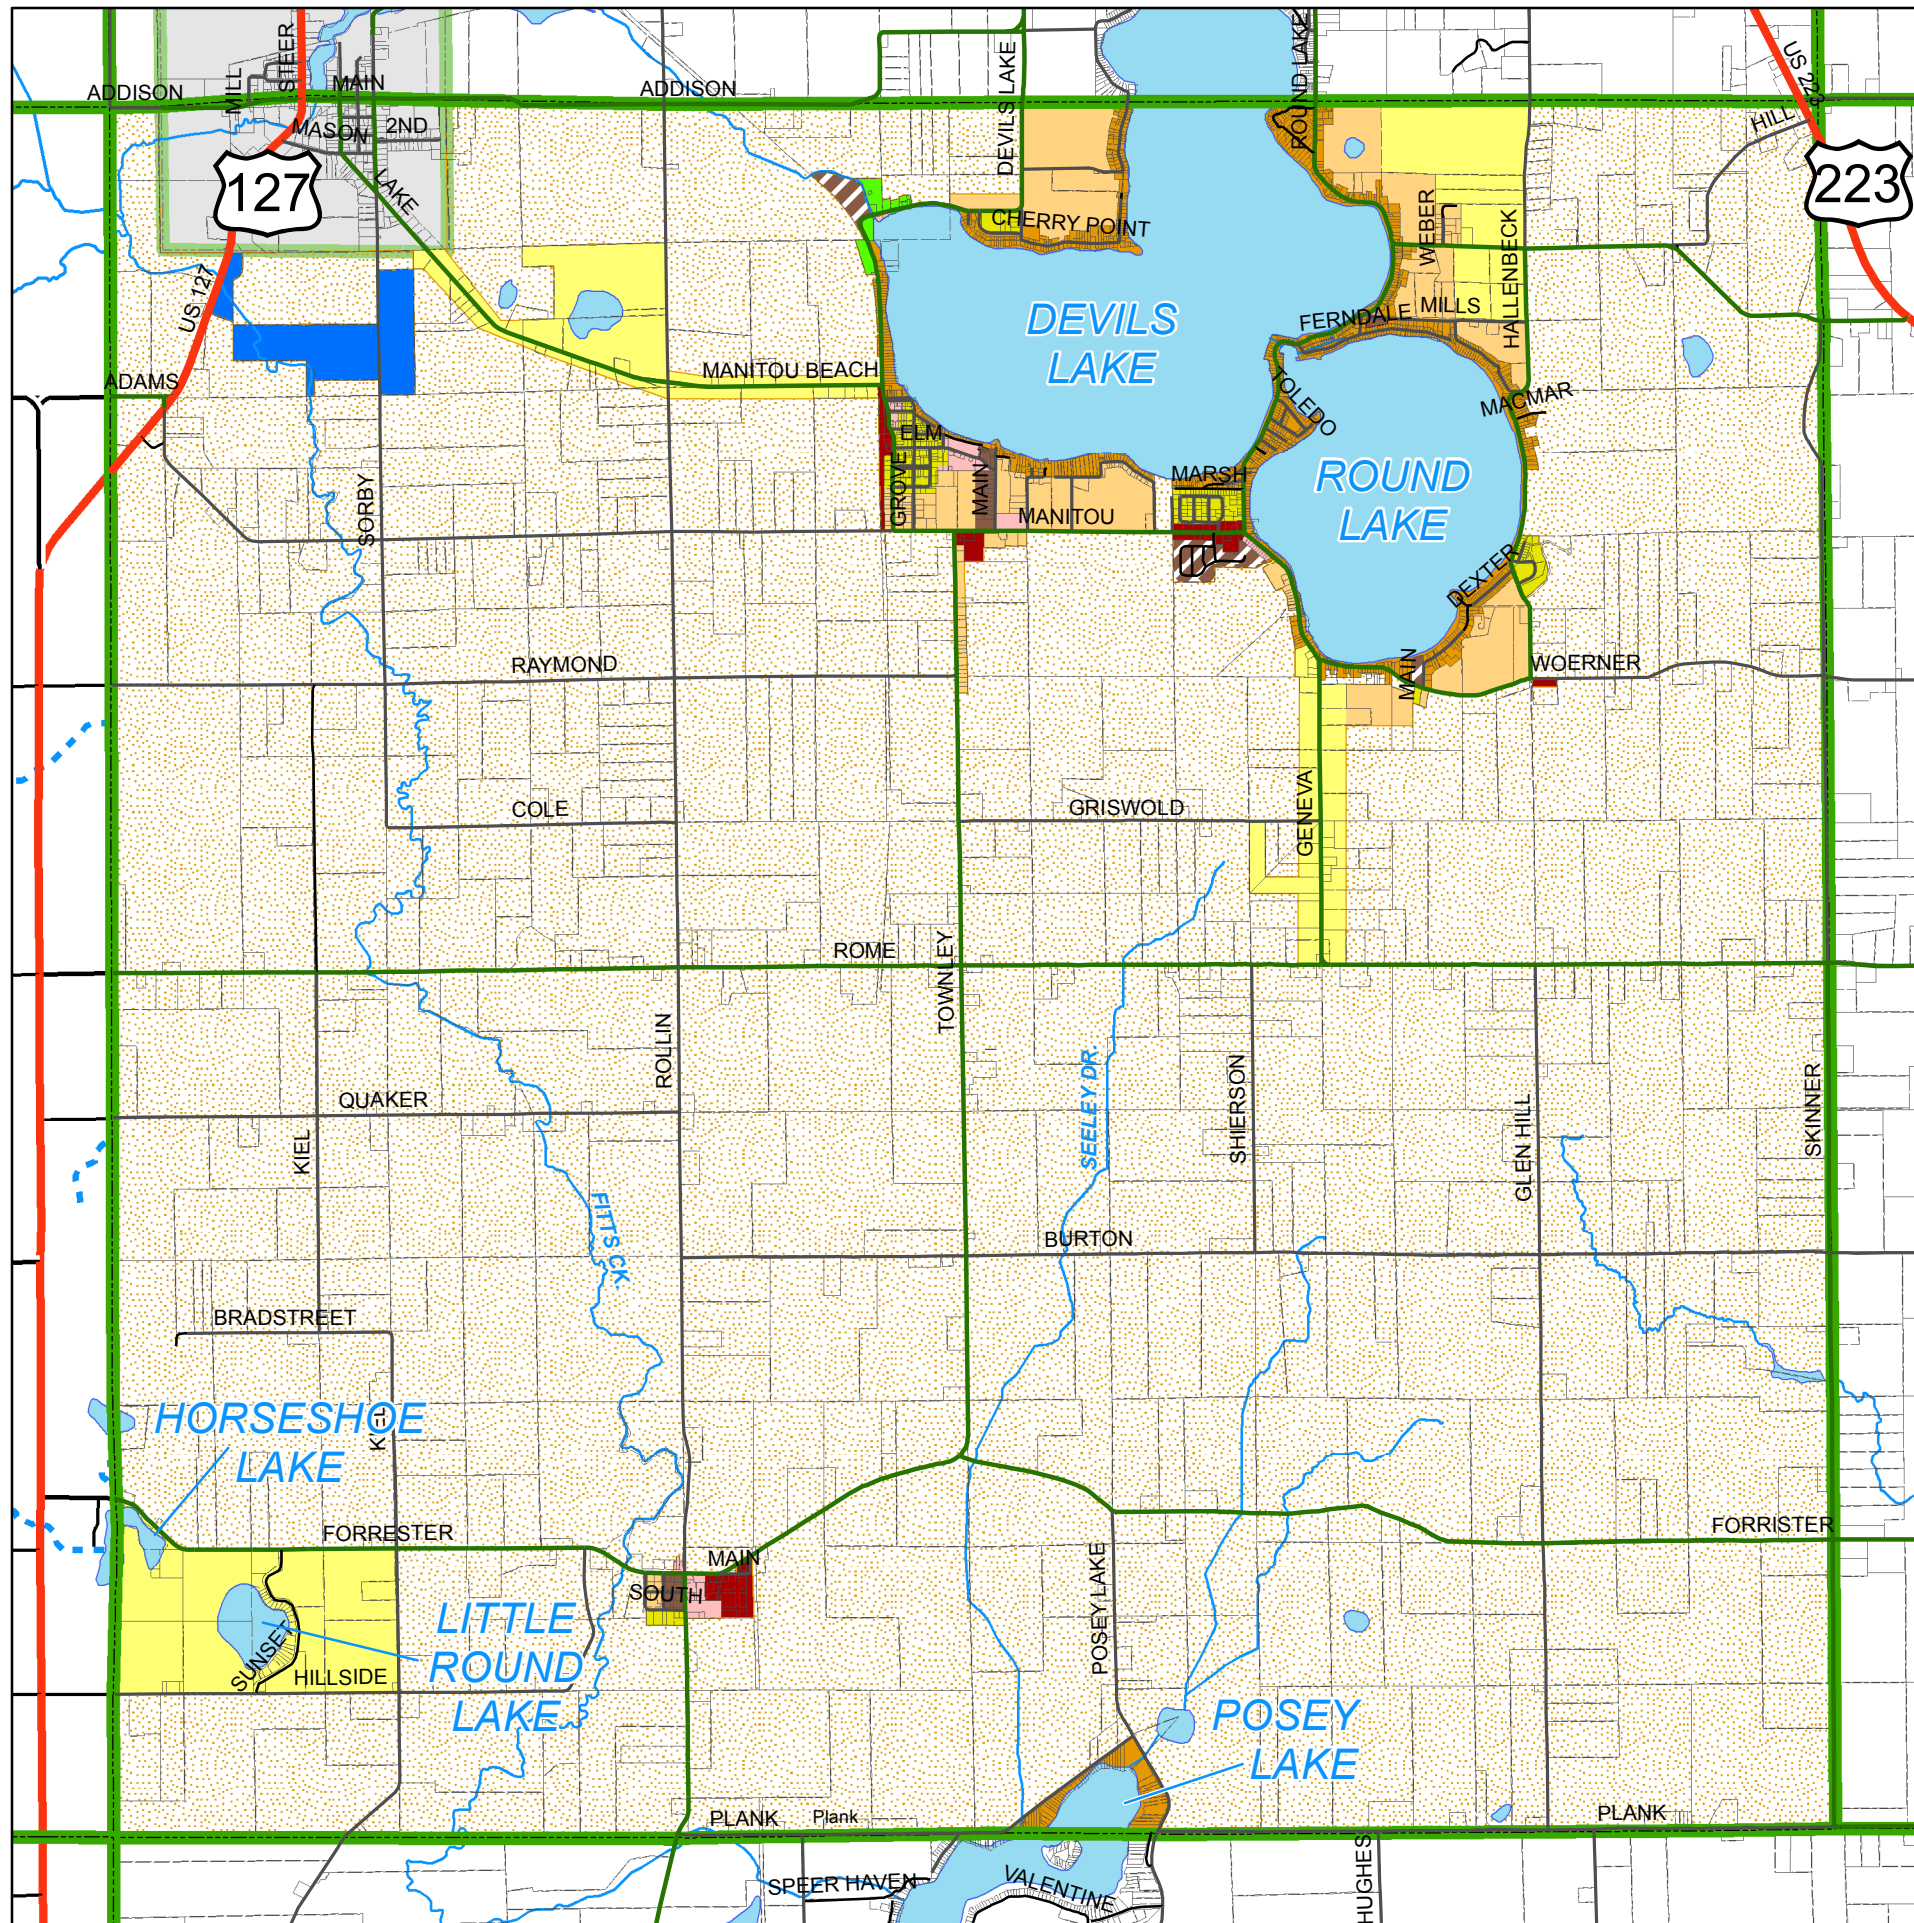 STEER
MILL
MAIN
ADDISON
ADDISON
DEVILS LAKE
ROUND LAKE
US 223
HILL
MASON
2ND
127
LAKE
223
CHERRY POINT
WEBER
HALLENBECK
US 127
DEVILS
LAKE
FERNDALE
MILLS
ADAMS
MANITOU BEACH
TOLEDO
MACMAR
ELM
GROVE
MAIN
MARSH
ROUND
LAKE
SORBY
MANITOU
DEXTER
RAYMOND
MAIN
WOERNER
COLE
GRISWOLD
GENEVA
ROME
TOWNLEY
ROLLIN
SEELEY DR.
SHIERSON
GLEN HILL
SKINNER
QUAKER
KIEL
FITTS CK.
BURTON
BRADSTREET
HORSESHOE
LAKE
KIEL
FORRESTER
FORRISTER
MAIN
SOUTH
POSEY LAKE
LITTLE
ROUND
LAKE
SUNSET
HILLSIDE
POSEY
LAKE
PLANK
Plank
PLANK
SPEER HAVEN
VALENTINE
HUGHES